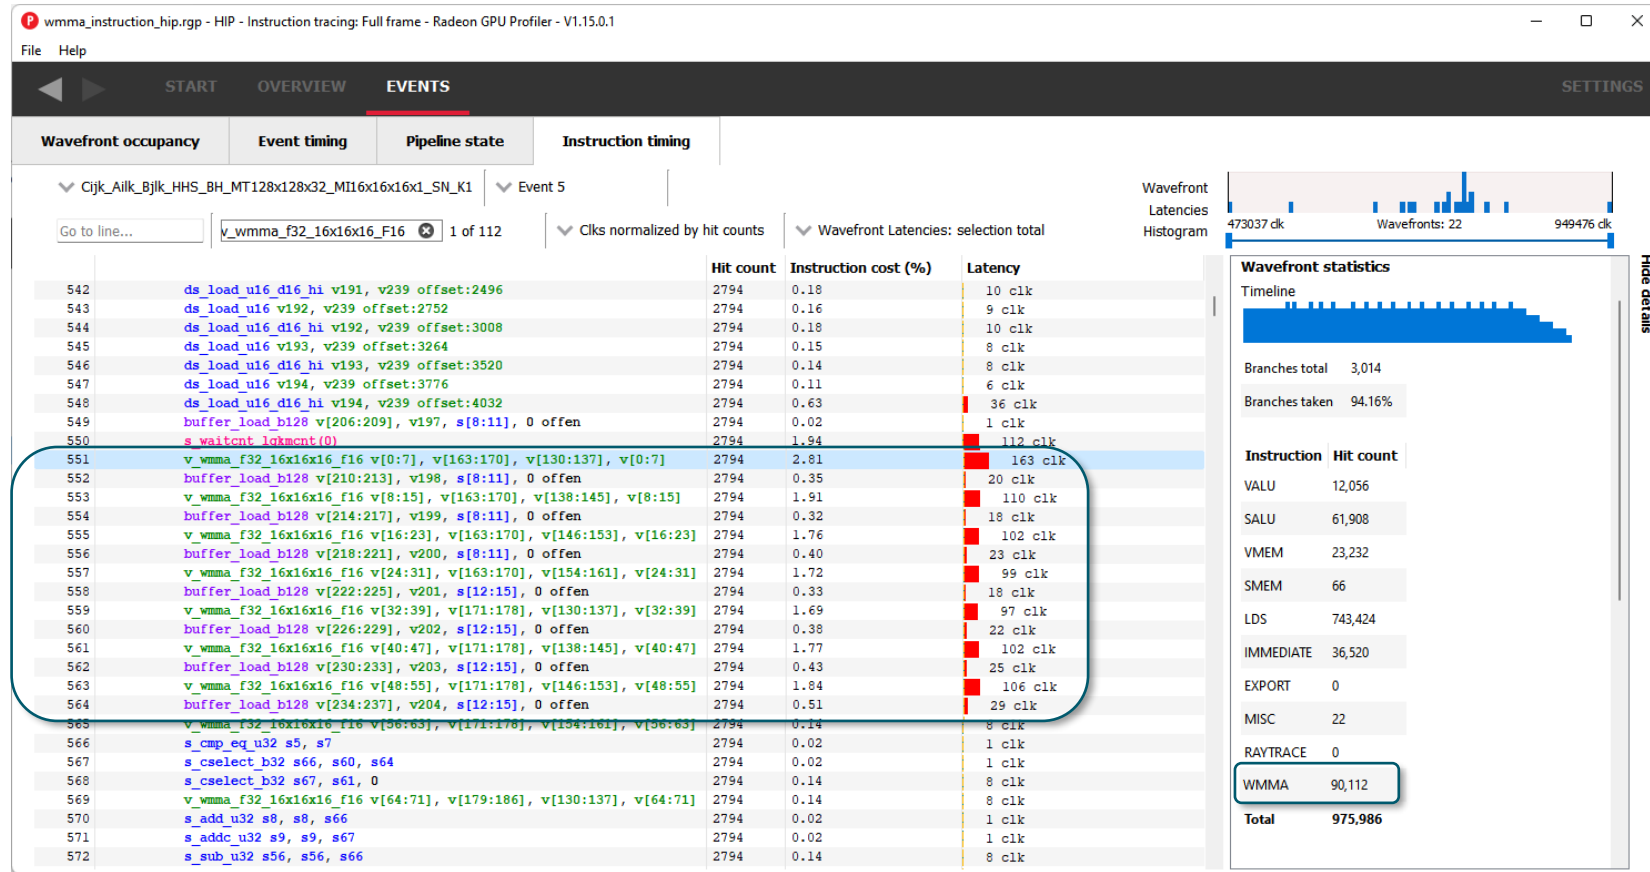 wmma_instruction_hip.rgp - HIP - Instruction tracing: Full frame - Radeon GPU Profiler - V1.15.0.1
File Help
START OVERVIEW EVENTS SETTINGS
Wavefront occupancy Event timing Pipeline state Instruction timing
Cijk_Ailk_Bjlk_HHS_BH_MT128x128x32_MI16x16x16x1_SN_K1 Event 5
Go to line... v_wmma_f32_16x16x16_F16 1 of 112 Clks normalized by hit counts Wavefront Latencies: selection total
Wavefront
Latencies
Histogram
473037 clk Wavefronts: 22 949476 clk
Hide details
Hit count Instruction cost (%) Latency
542 ds_load_u16_d16_hi v191, v239 offset:2496 2794 0.18 10 clk
543 ds_load_u16 v192, v239 offset:2752 2794 0.16 9 clk
544 ds_load_u16_d16_hi v192, v239 offset:3008 2794 0.18 10 clk
545 ds_load_u16 v193, v239 offset:3264 2794 0.15 8 clk
546 ds_load_u16_d16_hi v193, v239 offset:3520 2794 0.14 8 clk
547 ds_load_u16 v194, v239 offset:3776 2794 0.11 6 clk
548 ds_load_u16_d16_hi v194, v239 offset:4032 2794 0.63 36 clk
549 buffer_load_b128 v[206:209], v197, s[8:11], 0 offen 2794 0.02 1 clk
550 s_waitcnt lgkmcnt(0) 2794 1.94 112 clk
551 v_wmma_f32_16x16x16_f16 v[0:7], v[163:170], v[130:137], v[0:7] 2794 2.81 163 clk
552 buffer_load_b128 v[210:213], v198, s[8:11], 0 offen 2794 0.35 20 clk
553 v_wmma_f32_16x16x16_f16 v[8:15], v[163:170], v[138:145], v[8:15] 2794 1.91 110 clk
554 buffer_load_b128 v[214:217], v199, s[8:11], 0 offen 2794 0.32 18 clk
555 v_wmma_f32_16x16x16_f16 v[16:23], v[163:170], v[146:153], v[16:23] 2794 1.76 102 clk
556 buffer_load_b128 v[218:221], v200, s[8:11], 0 offen 2794 0.40 23 clk
557 v_wmma_f32_16x16x16_f16 v[24:31], v[163:170], v[154:161], v[24:31] 2794 1.72 99 clk
558 buffer_load_b128 v[222:225], v201, s[12:15], 0 offen 2794 0.33 18 clk
559 v_wmma_f32_16x16x16_f16 v[32:39], v[171:178], v[130:137], v[32:39] 2794 1.69 97 clk
560 buffer_load_b128 v[226:229], v202, s[12:15], 0 offen 2794 0.38 22 clk
561 v_wmma_f32_16x16x16_f16 v[40:47], v[171:178], v[138:145], v[40:47] 2794 1.77 102 clk
562 buffer_load_b128 v[230:233], v203, s[12:15], 0 offen 2794 0.43 25 clk
563 v_wmma_f32_16x16x16_f16 v[48:55], v[171:178], v[146:153], v[48:55] 2794 1.84 106 clk
564 buffer_load_b128 v[234:237], v204, s[12:15], 0 offen 2794 0.51 29 clk
565 v_wmma_f32_16x16x16_f16 v[56:63], v[171:178], v[154:161], v[56:63] 2794 0.14 8 clk
566 s_cmp_eq_u32 s5, s7 2794 0.02 1 clk
567 s_cselect_b32 s66, s60, s64 2794 0.02 1 clk
568 s_cselect_b32 s67, s61, 0 2794 0.14 8 clk
569 v_wmma_f32_16x16x16_f16 v[64:71], v[179:186], v[130:137], v[64:71] 2794 0.14 8 clk
570 s_add_u32 s8, s8, s66 2794 0.02 1 clk
571 s_addc_u32 s9, s9, s67 2794 0.02 1 clk
572 s_sub_u32 s56, s56, s66 2794 0.14 8 clk
Wavefront statistics
Timeline
Branches total 3,014
Branches taken 94.16%
Instruction Hit count
VALU 12,056
SALU 61,908
VMEM 23,232
SMEM 66
LDS 743,424
IMMEDIATE 36,520
EXPORT 0
MISC 22
RAYTRACE 0
WMMA 90,112
Total 975,986